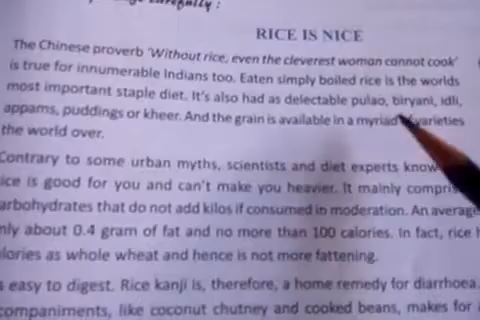 carefully :
RICE IS NICE
The Chinese proverb 'Without rice, even the cleverest woman cannot cook'
is true for innumerable Indians too. Eaten simply boiled rice is the worlds
most important staple diet. It's also had as delectable pulao, biryani, idli,
appams, puddings or kheer. And the grain is available in a myriad varieties
the world over.
Contrary to some urban myths, scientists and diet experts know
ice is good for you and can't make you heavier. It mainly compri
arbohydrates that do not add kilos if consumed in moderation. An average
nly about 0.4 gram of fat and no more than 100 calories. In fact, rice h
lories as whole wheat and hence is not more fattening.
s easy to digest. Rice kanji is, therefore, a home remedy for diarrhoea.
companiments, like coconut chutney and cooked beans, makes for a